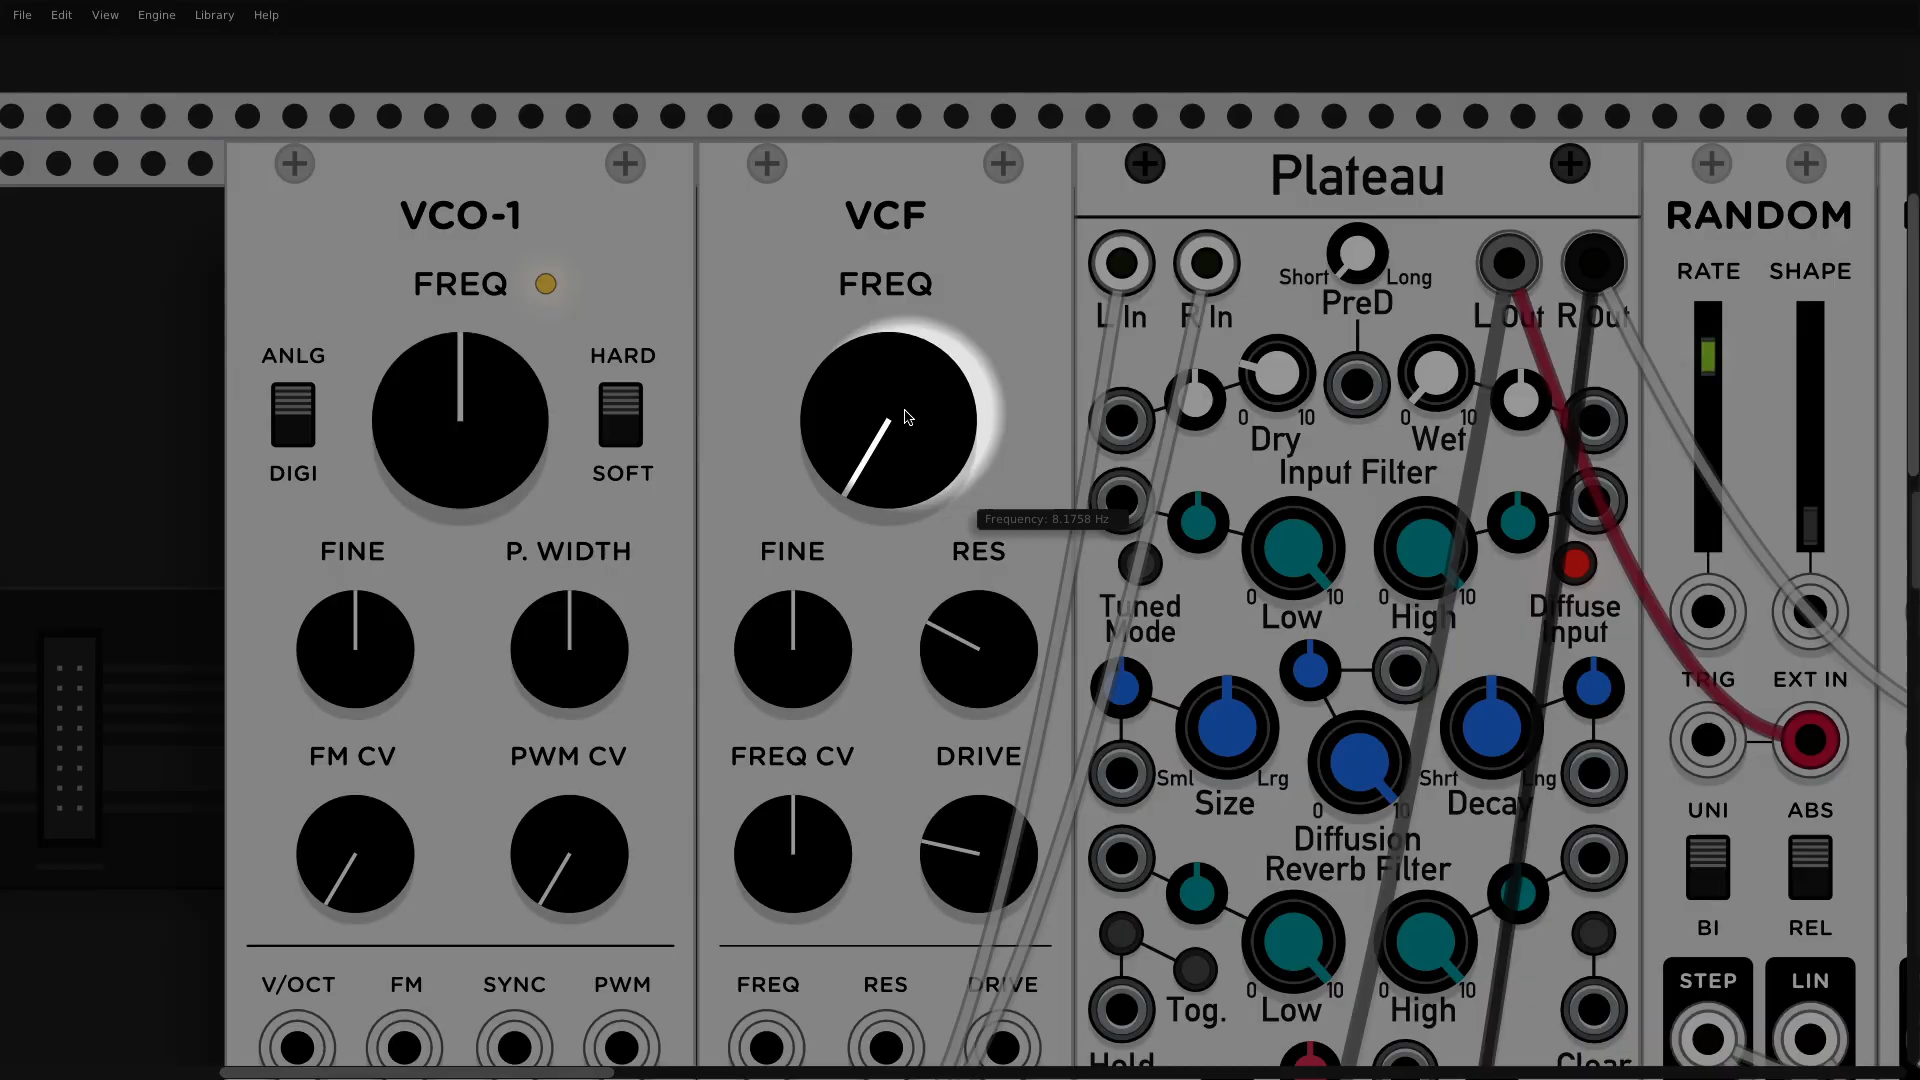 File Edit View Engine Library Help
VCO-1
FREQ
ANLG
HARD
DIGI
SOFT
FINE
P. WIDTH
FM CV
PWM CV
V/OCT
FM
SYNC
PWM
VCF
FREQ
Frequency: 8.1758 Hz
FINE
RES
FREQ CV
DRIVE
FREQ
RES
DRIVE
Plateau
L In
R In
Short
Long
PreD
L Out
R Out
0 10
0 10
Dry
Wet
Input Filter
0 10
0 10
Low
High
Tuned
Mode
Diffuse
Input
Sml
Lrg
Size
Shrt
Lng
Decay
0 10
Diffusion
Reverb Filter
0 10
0 10
Tog.
Low
High
Hold
Clear
RANDOM
RATE
SHAPE
TRIG
EXT IN
UNI
ABS
BI
REL
STEP
LIN